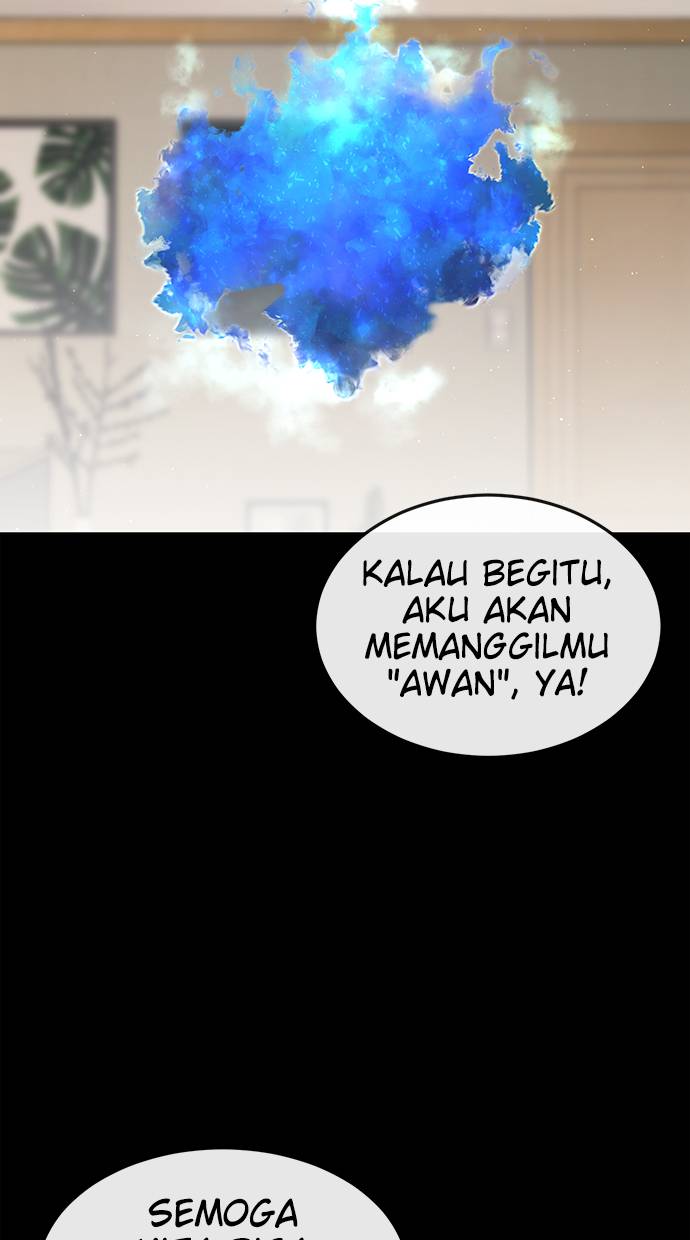 KALAU BEGITU,
AKU AKAN
MEMANGGILMU
"AWAN", YA!
SEMOGA